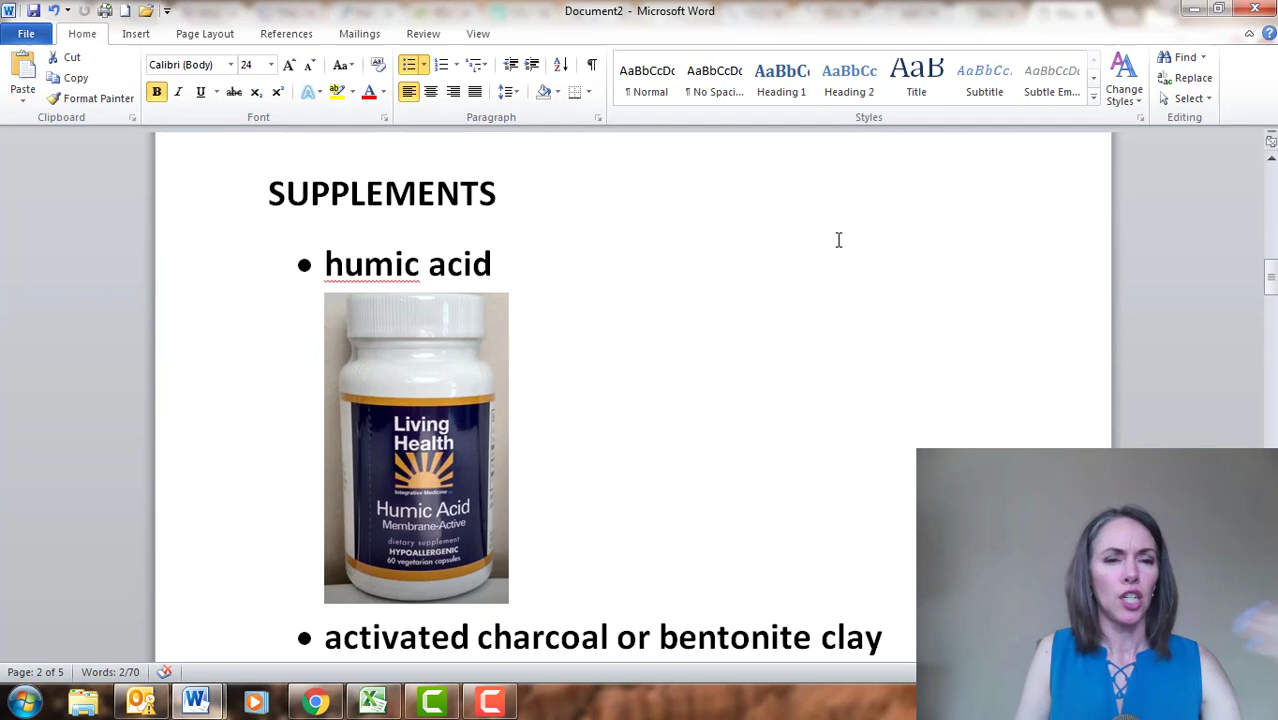 Document2 - Microsoft Word
File Home Insert Page Layout References Mailings Review View
Cut
Copy
Format Painter
Paste
Clipboard
Calibri (Body) 24
Font
Paragraph
AaBbCcDc AaBbCcDc AaBbCc AaBbCc AaB AaBbCc. AaBbCcDc
¶ Normal ¶ No Spaci... Heading 1 Heading 2 Title Subtitle Subtle Em...
Change
Styles
Styles
Find
Replace
Select
Editing
SUPPLEMENTS
• humic acid
Living
Health
Integrative Medicine
Humic Acid
Membrane-Active
dietary supplement
HYPOALLERGENIC
60 vegetarian capsules
• activated charcoal or bentonite clay
Page: 2 of 5 Words: 2/70